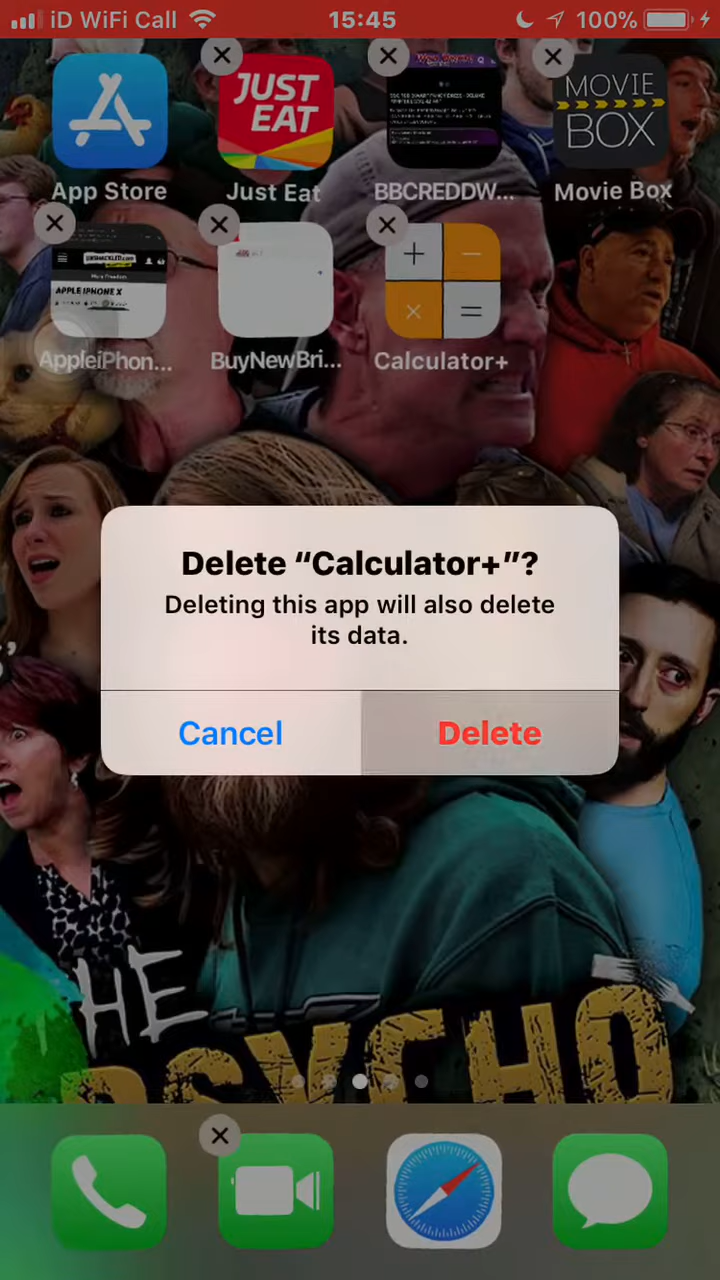 iD WiFi Call 15:45 100%
JUST
EAT
MOVIE
BOX
App Store Just Eat BBCREDDW... Movie Box
APPLE IPHONE X
AppleiPhon... BuyNewBri... Calculator+
Delete “Calculator+”?
Deleting this app will also delete
its data.
Cancel Delete
HE
PSYCHO